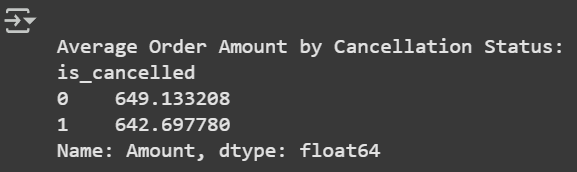 Average Order Amount by Cancellation Status:
is_cancelled
0    649.133208
1    642.697780
Name: Amount, dtype: float64